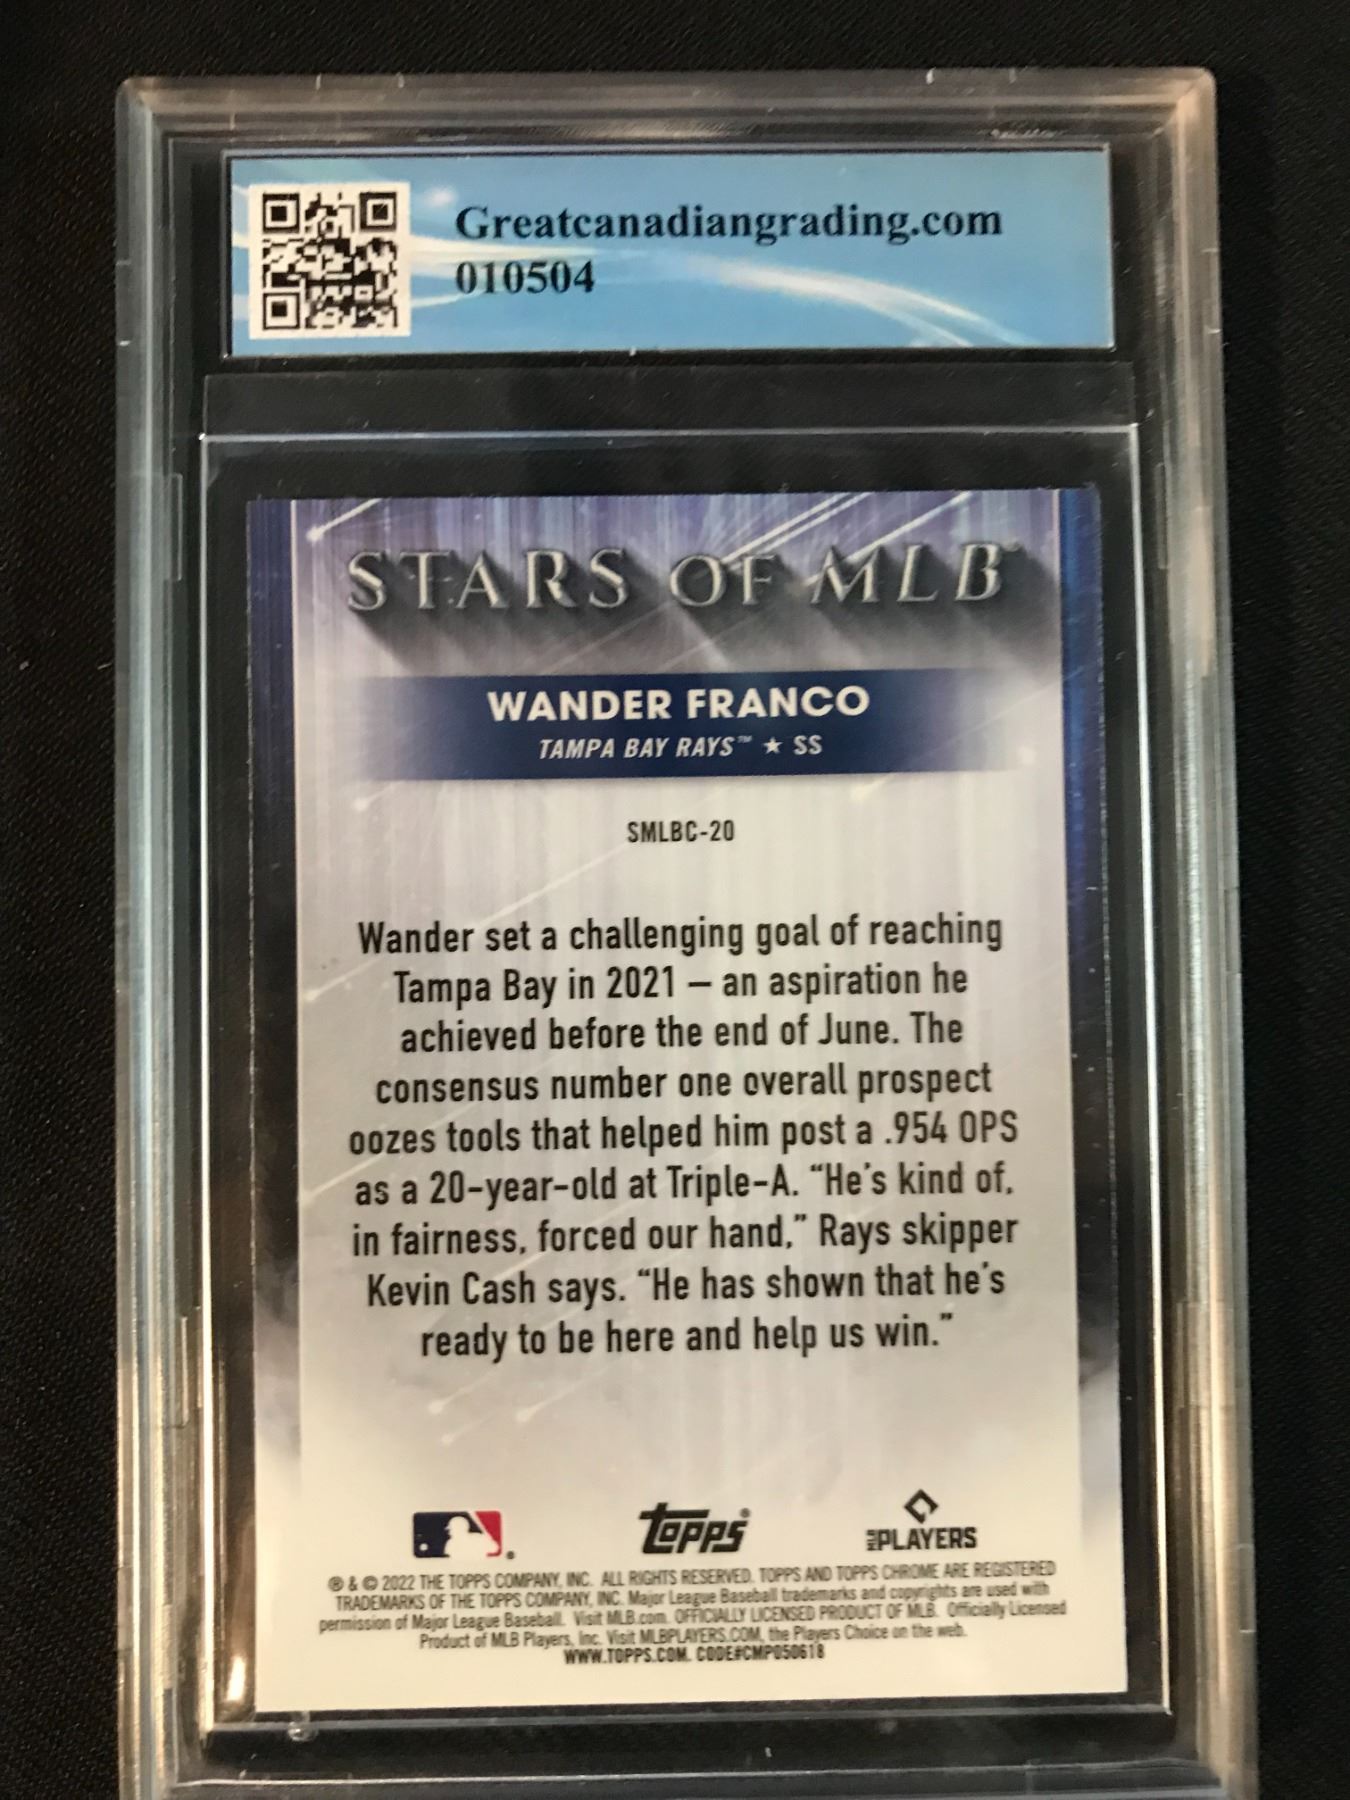 Greatcanadiangrading.com
010504
STARS OF MLB®
WANDER FRANCO
TAMPA BAY RAYS™ ★ SS
SMLBC-20
Wander set a challenging goal of reaching
Tampa Bay in 2021 – an aspiration he
achieved before the end of June. The
consensus number one overall prospect
oozes tools that helped him post a .954 OPS
as a 20-year-old at Triple-A. “He’s kind of,
in fairness, forced our hand,” Rays skipper
Kevin Cash says. “He has shown that he’s
ready to be here and help us win.”
topps®
MLB PLAYERS
® & © 2022 THE TOPPS COMPANY, INC. ALL RIGHTS RESERVED. TOPPS AND TOPPS CHROME ARE REGISTERED
TRADEMARKS OF THE TOPPS COMPANY, INC. Major League Baseball trademarks and copyrights are used with
permission of Major League Baseball. Visit MLB.com. OFFICIALLY LICENSED PRODUCT OF MLB. Officially Licensed
Product of MLB Players, Inc. Visit MLBPLAYERS.COM, the Players Choice on the web.
WWW.TOPPS.COM. CODE#CMP050618